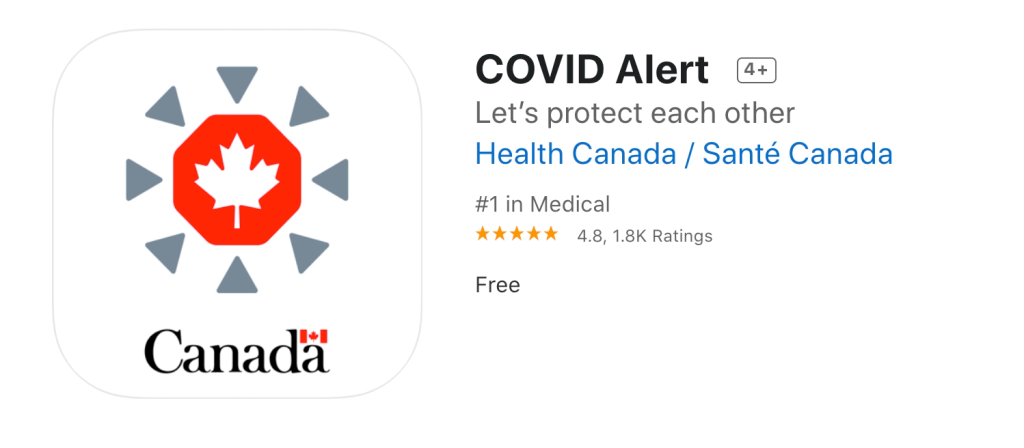 COVID Alert 4+
Let's protect each other
Health Canada / Santé Canada
#1 in Medical
4.8, 1.8K Ratings
Free
Canada